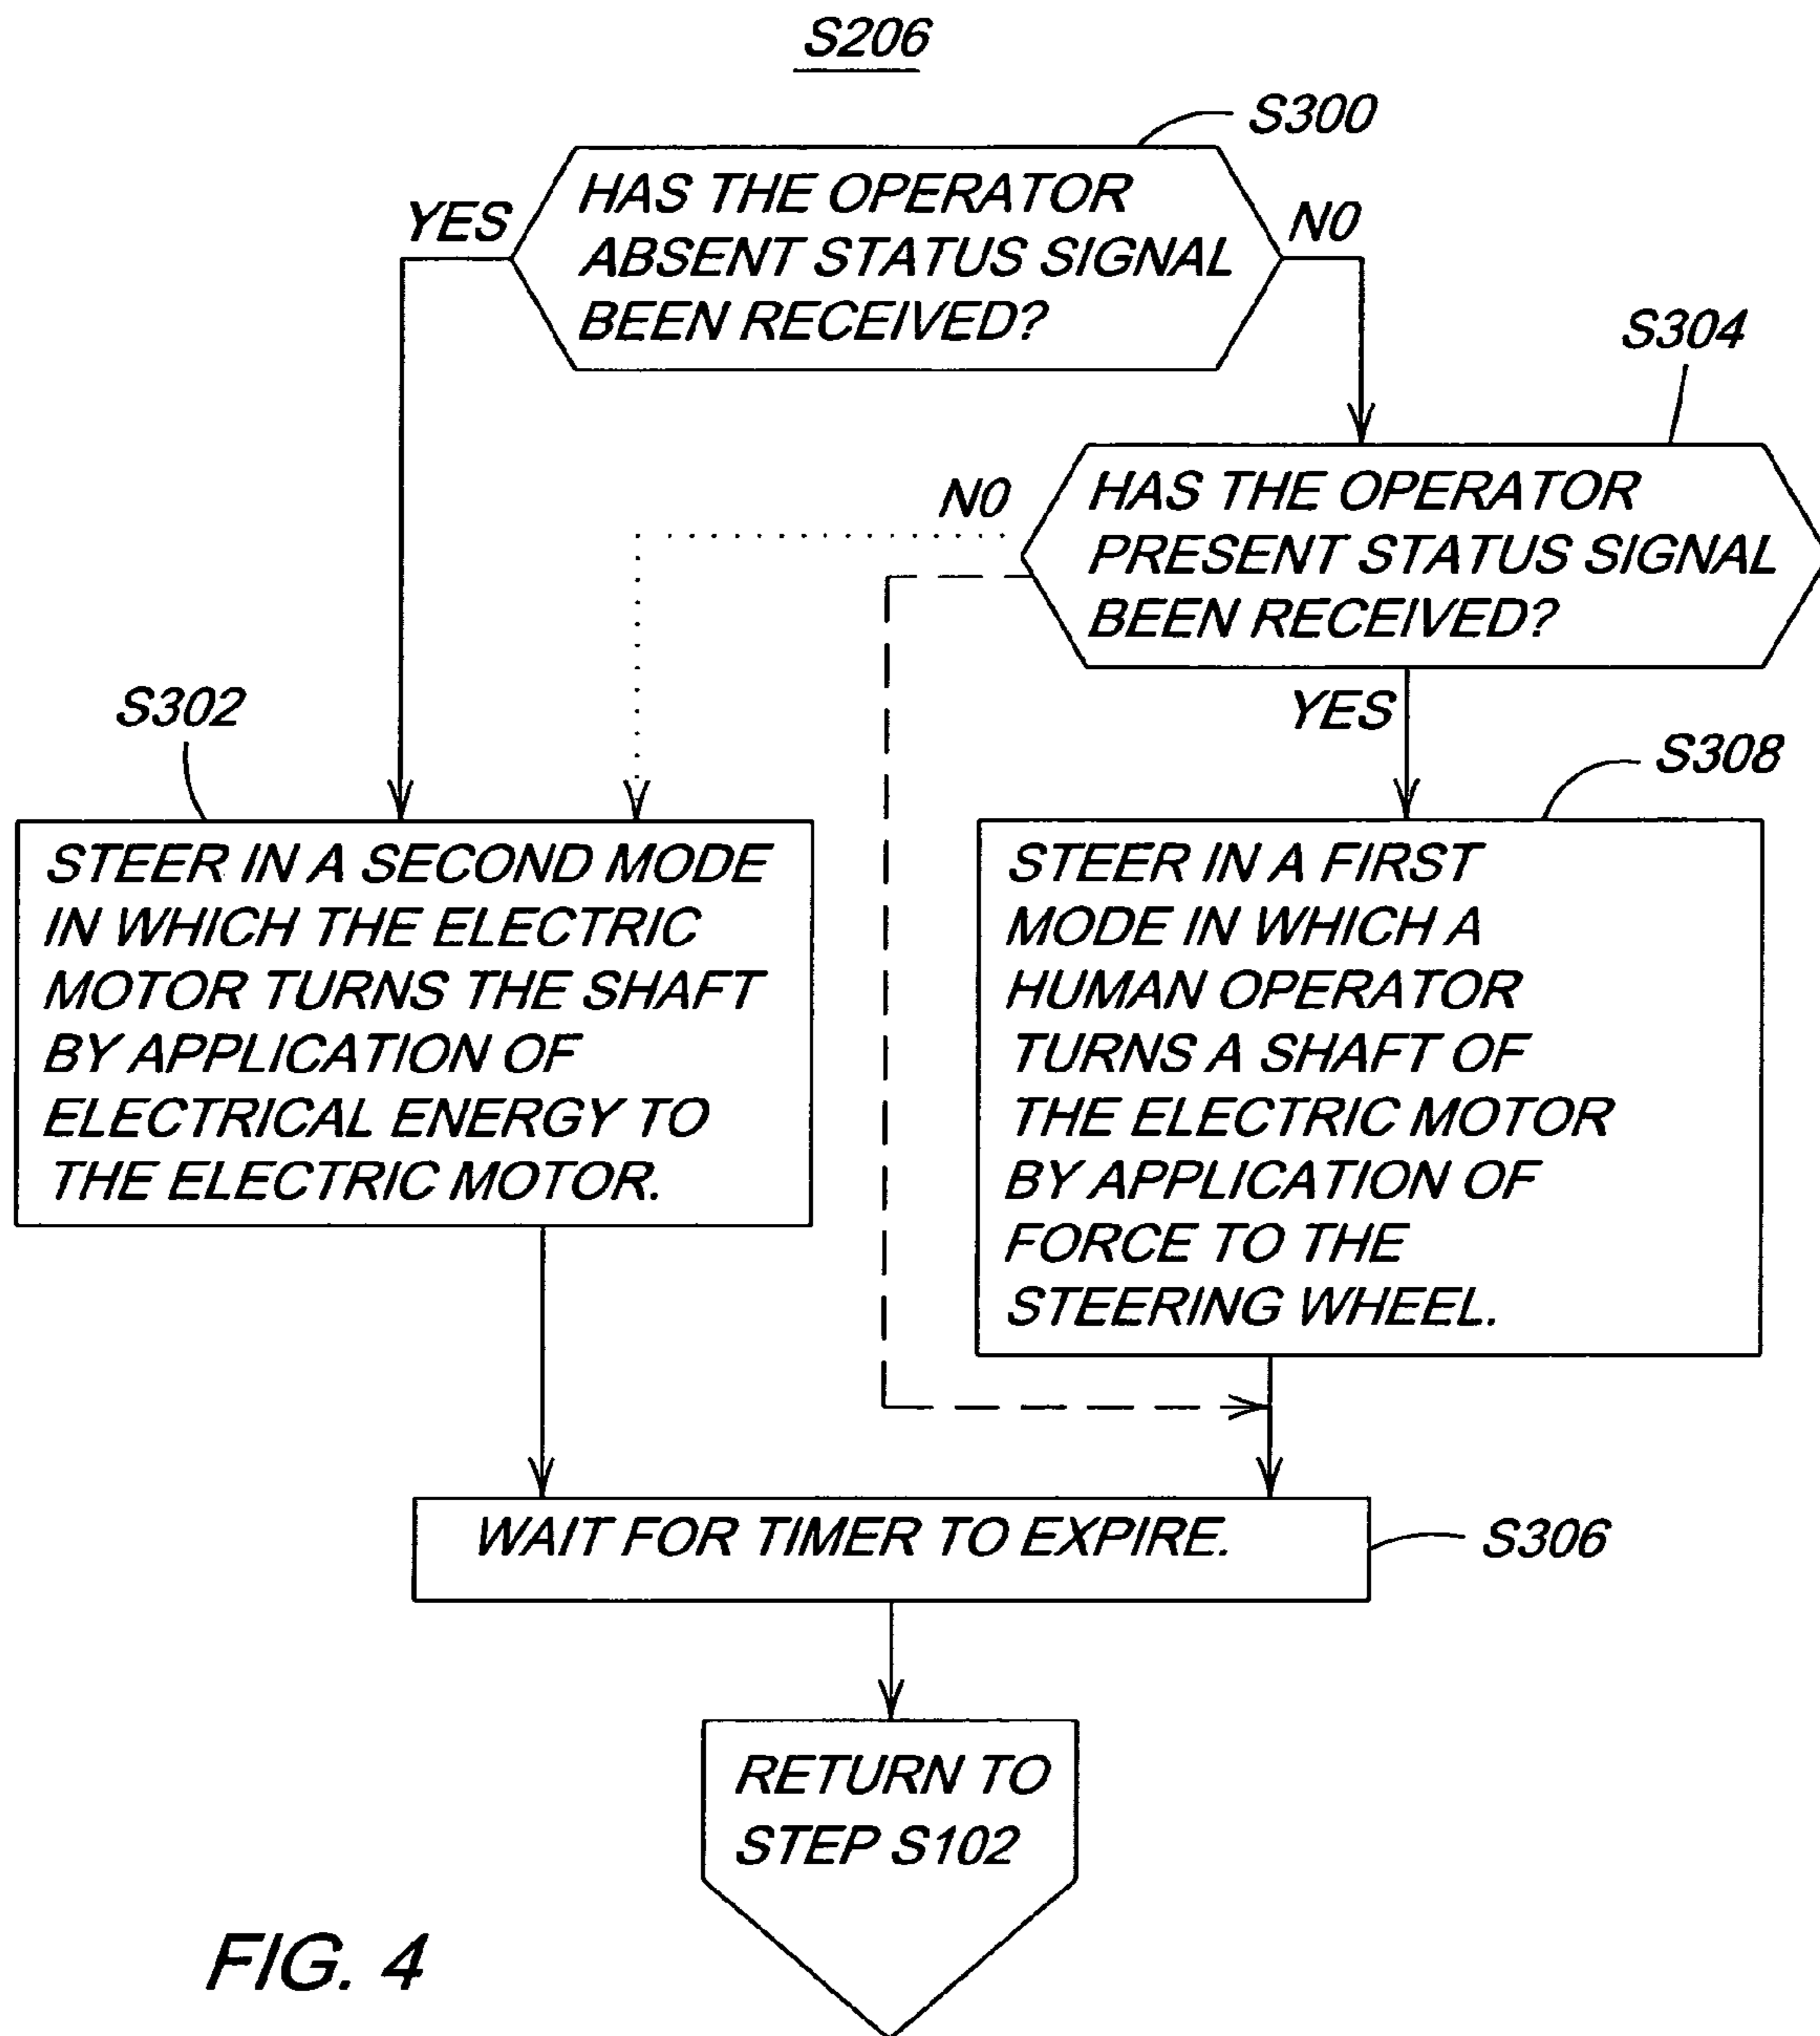 S206
S300
HAS THE OPERATOR
ABSENT STATUS SIGNAL
BEEN RECEIVED?
YES
NO
S304
HAS THE OPERATOR
PRESENT STATUS SIGNAL
BEEN RECEIVED?
NO
YES
S302
STEER IN A SECOND MODE
IN WHICH THE ELECTRIC
MOTOR TURNS THE SHAFT
BY APPLICATION OF
ELECTRICAL ENERGY TO
THE ELECTRIC MOTOR.
S308
STEER IN A FIRST
MODE IN WHICH A
HUMAN OPERATOR
TURNS A SHAFT OF
THE ELECTRIC MOTOR
BY APPLICATION OF
FORCE TO THE
STEERING WHEEL.
WAIT FOR TIMER TO EXPIRE.
S306
RETURN TO
STEP S102
FIG. 4